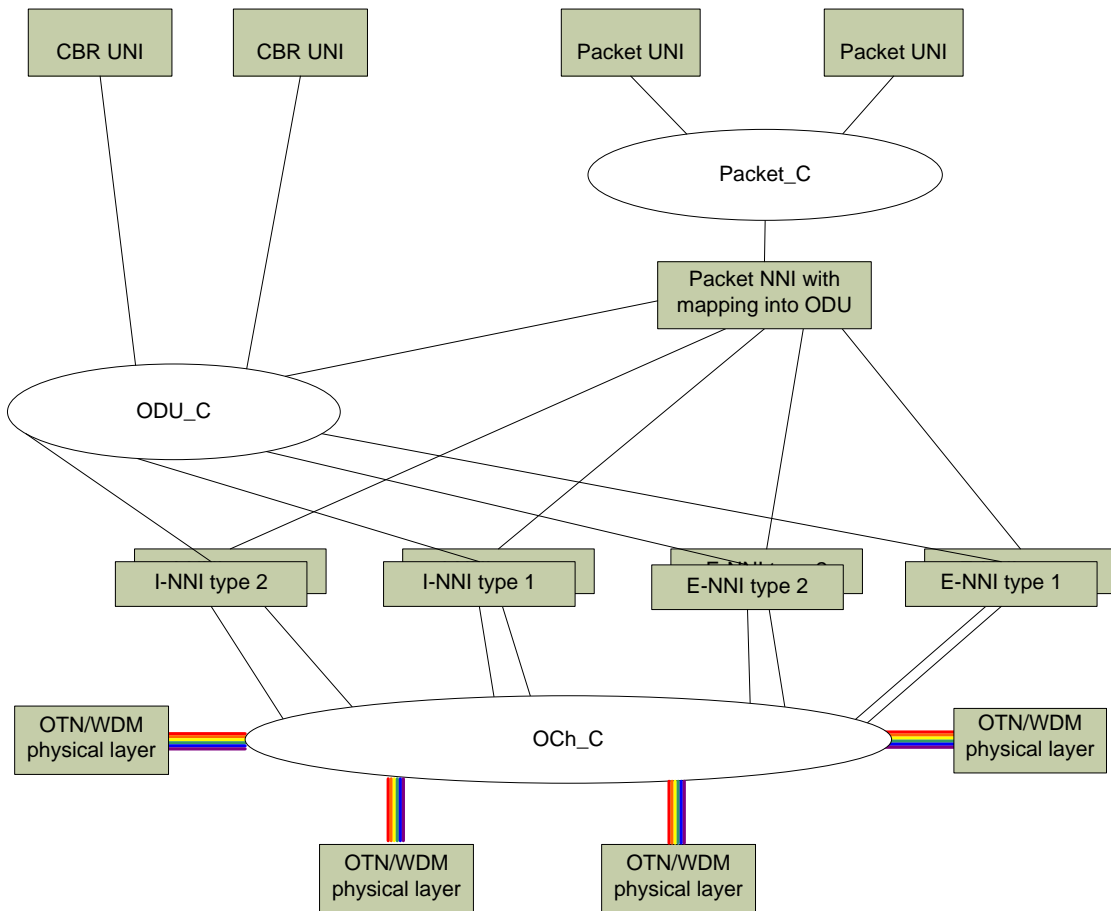 CBR UNI
CBR UNI
Packet UNI
Packet UNI
Packet_C
Packet NNI with
mapping into ODU
ODU_C
I-NNI type 2
I-NNI type 1
E-NNI type 2
E-NNI type 1
OTN/WDM
physical layer
OCh_C
OTN/WDM
physical layer
OTN/WDM
physical layer
OTN/WDM
physical layer